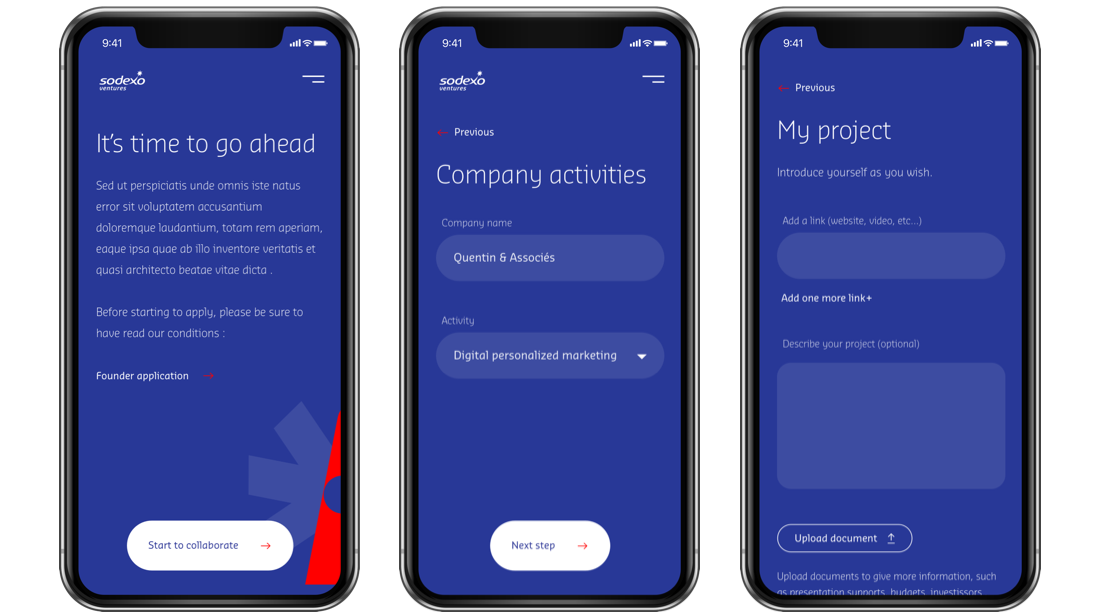 9:41
sodexo
ventures
It's time to go ahead
Sed ut perspiciatis unde omnis iste natus
error sit voluptatem accusantium
doloremque laudantium, totam rem aperiam,
eaque ipsa quae ab illo inventore veritatis et
quasi architecto beatae vitae dicta .
Before starting to apply, please be sure to
have read our conditions :
Founder application →
Start to collaborate →
9:41
sodexo
ventures
← Previous
Company activities
Company name
Quentin & Associés
Activity
Digital personalized marketing
Next step →
9:41
← Previous
My project
Introduce yourself as you wish.
Add a link (website, video, etc...)
Add one more link+
Describe your project (optional)
Upload document
Upload documents to give more information, such
as presentation supports, budgets, investissors